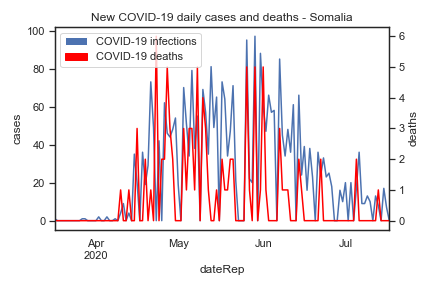 New COVID-19 daily cases and deaths - Somalia
COVID-19 infections
COVID-19 deaths
100
80
60
40
20
0
cases
6
5
4
3
2
1
0
deaths
Apr
2020
May
Jun
Jul
dateRep